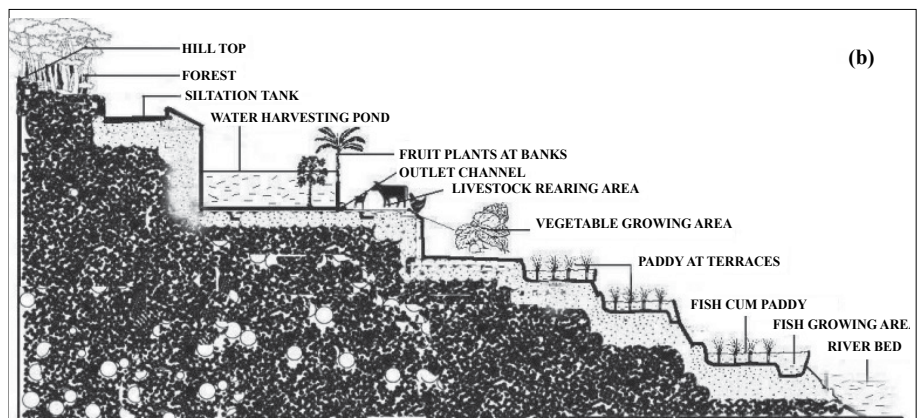 (b)
HILL TOP
FOREST
SILTATION TANK
WATER HARVESTING POND
FRUIT PLANTS AT BANKS
OUTLET CHANNEL
LIVESTOCK REARING AREA
VEGETABLE GROWING AREA
PADDY AT TERRACES
FISH CUM PADDY
FISH GROWING ARE
RIVER BED